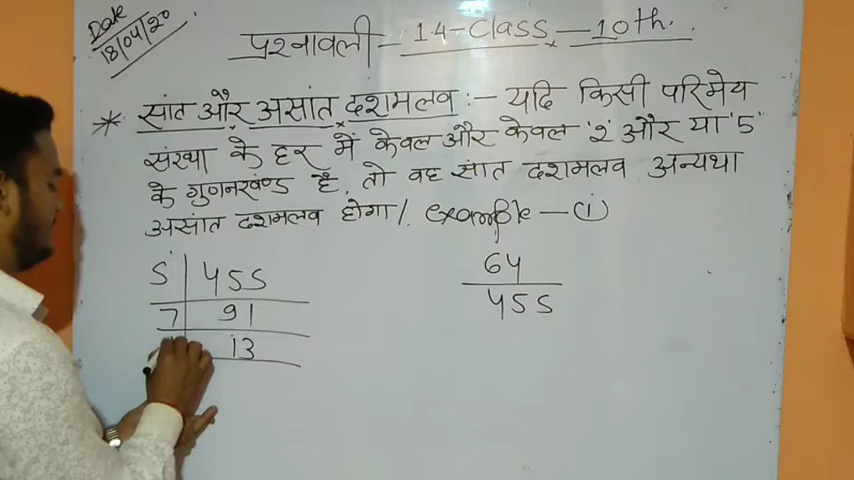 Date
18/04/20
प्रश्नावली - 14 - Class - 10th.
* सांत और असांत दशमलव :- यदि किसी परिमेय
संख्या के हर में केवल और केवल '2' और या '5'
के गुणनखण्ड है, तो वह सांत दशमलव अन्यथा
असांत दशमलव होगा। example - (i)
5 | 455
7 | 91
13
64
455